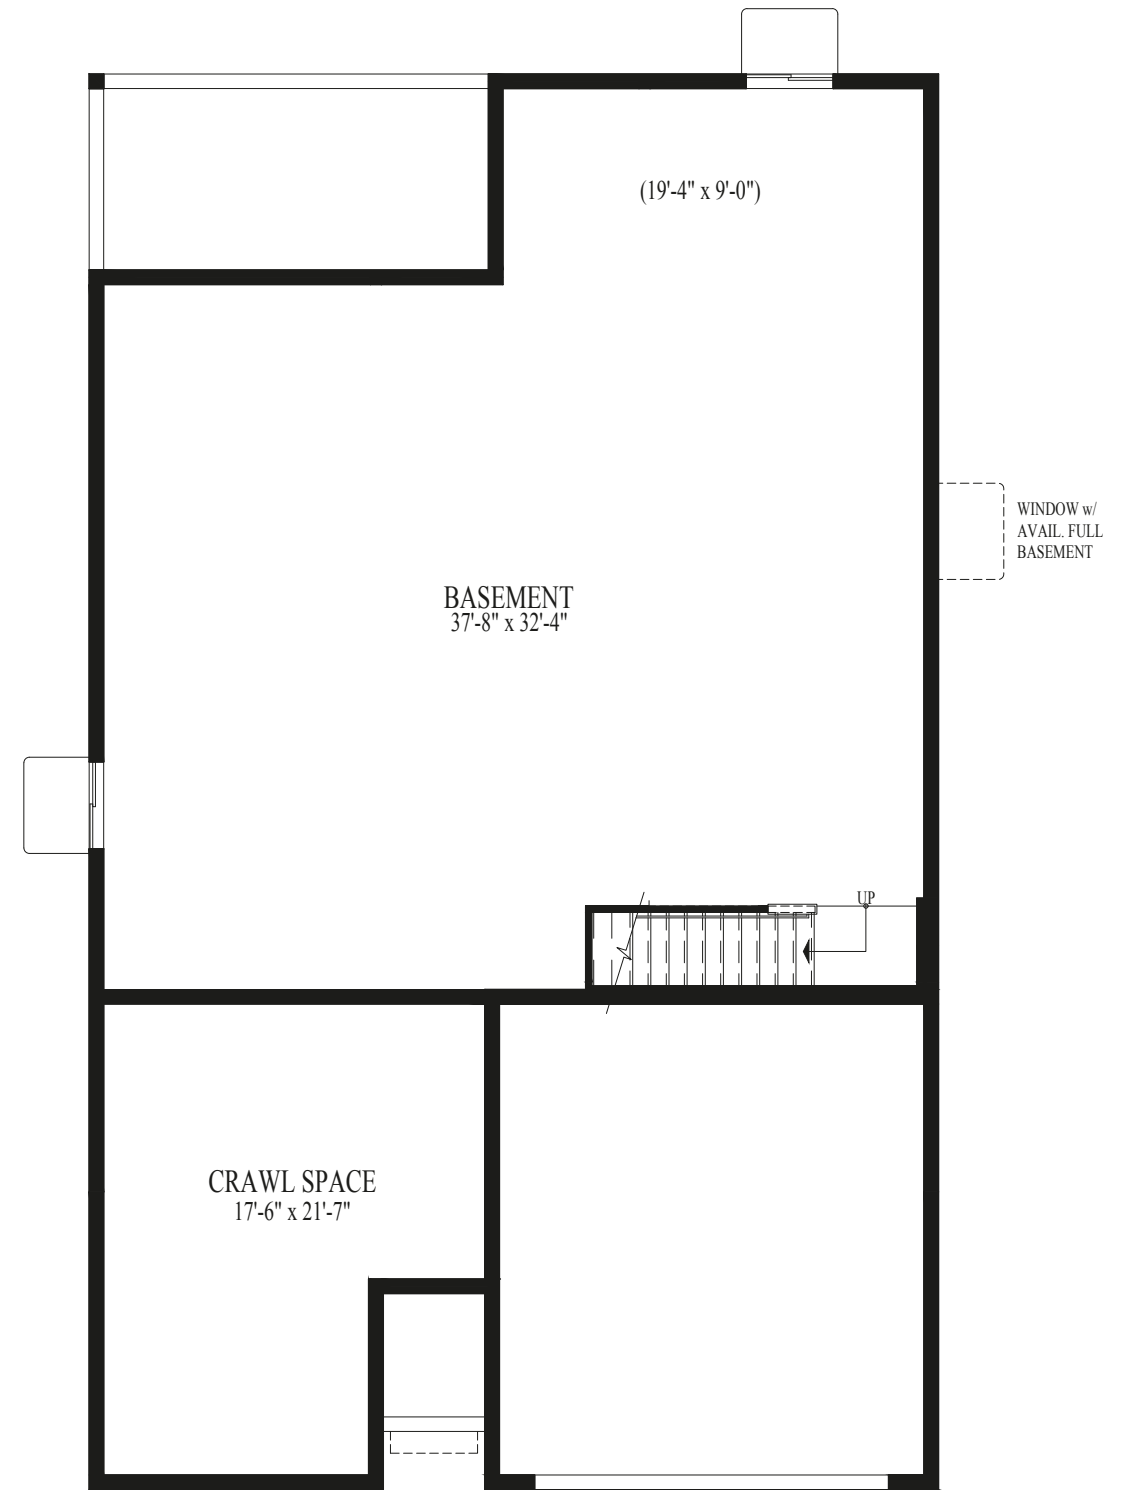 (19'-4" x 9'-0")
WINDOW w/
AVAIL. FULL
BASEMENT
BASEMENT
37'-8" x 32'-4"
UP
CRAWL SPACE
17'-6" x 21'-7"